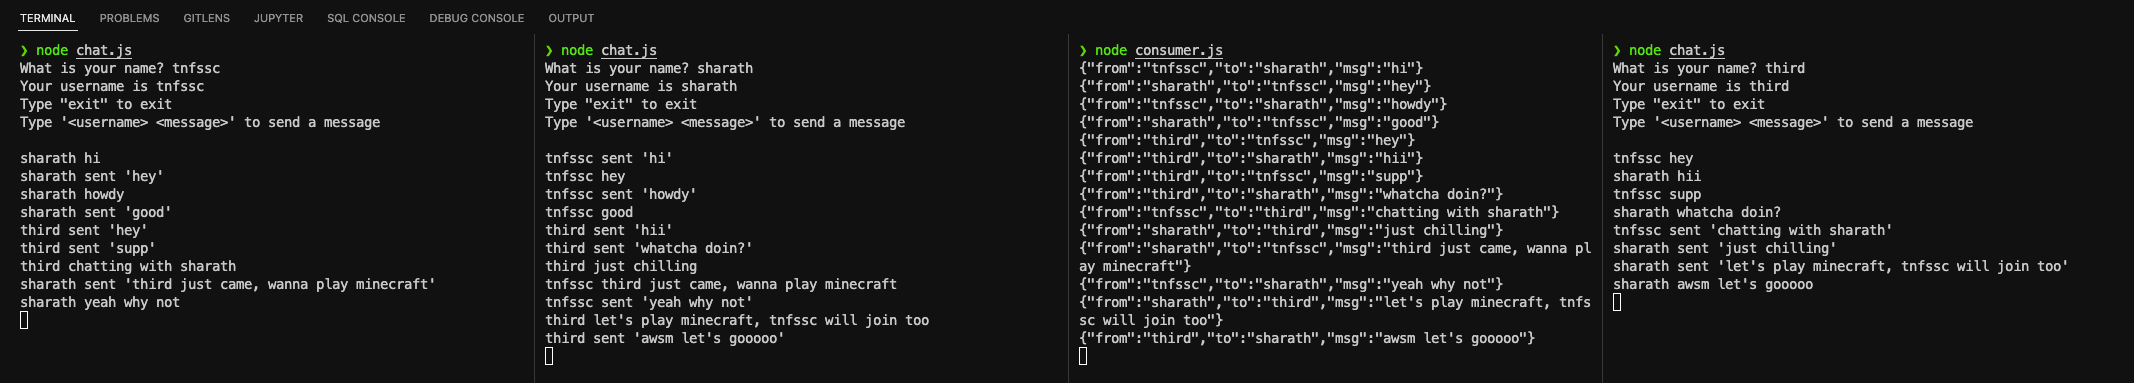 TERMINAL PROBLEMS GITLENS JUPYTER SQL CONSOLE DEBUG CONSOLE OUTPUT
❯ node chat.js
What is your name? tnfssc
Your username is tnfssc
Type "exit" to exit
Type '<username> <message>' to send a message
sharath hi
sharath sent 'hey'
sharath howdy
sharath sent 'good'
third sent 'hey'
third sent 'supp'
third chatting with sharath
sharath sent 'third just came, wanna play minecraft'
sharath yeah why not
❯ node chat.js
What is your name? sharath
Your username is sharath
Type "exit" to exit
Type '<username> <message>' to send a message
tnfssc sent 'hi'
tnfssc hey
tnfssc sent 'howdy'
tnfssc good
third sent 'hii'
third sent 'whatcha doin?'
third just chilling
tnfssc third just came, wanna play minecraft
tnfssc sent 'yeah why not'
third let's play minecraft, tnfssc will join too
third sent 'awsm let's gooooo'
❯ node consumer.js
{"from":"tnfssc","to":"sharath","msg":"hi"}
{"from":"sharath","to":"tnfssc","msg":"hey"}
{"from":"tnfssc","to":"sharath","msg":"howdy"}
{"from":"sharath","to":"tnfssc","msg":"good"}
{"from":"third","to":"tnfssc","msg":"hey"}
{"from":"third","to":"sharath","msg":"hii"}
{"from":"third","to":"tnfssc","msg":"supp"}
{"from":"third","to":"sharath","msg":"whatcha doin?"}
{"from":"tnfssc","to":"third","msg":"chatting with sharath"}
{"from":"sharath","to":"third","msg":"just chilling"}
{"from":"sharath","to":"tnfssc","msg":"third just came, wanna pl
ay minecraft"}
{"from":"tnfssc","to":"sharath","msg":"yeah why not"}
{"from":"sharath","to":"third","msg":"let's play minecraft, tnfs
sc will join too"}
{"from":"third","to":"sharath","msg":"awsm let's gooooo"}
❯ node chat.js
What is your name? third
Your username is third
Type "exit" to exit
Type '<username> <message>' to send a message
tnfssc hey
sharath hii
tnfssc supp
sharath whatcha doin?
tnfssc sent 'chatting with sharath'
sharath sent 'just chilling'
sharath sent 'let's play minecraft, tnfssc will join too'
sharath awsm let's gooooo